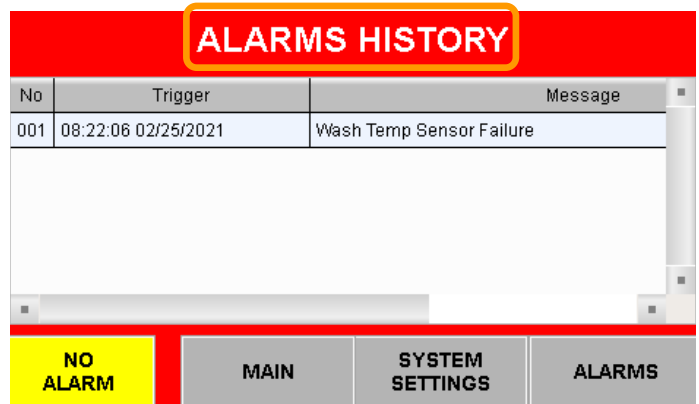 ALARMS HISTORY
No Trigger Message
001 08:22:06 02/25/2021 Wash Temp Sensor Failure
NO
ALARM
MAIN
SYSTEM
SETTINGS
ALARMS